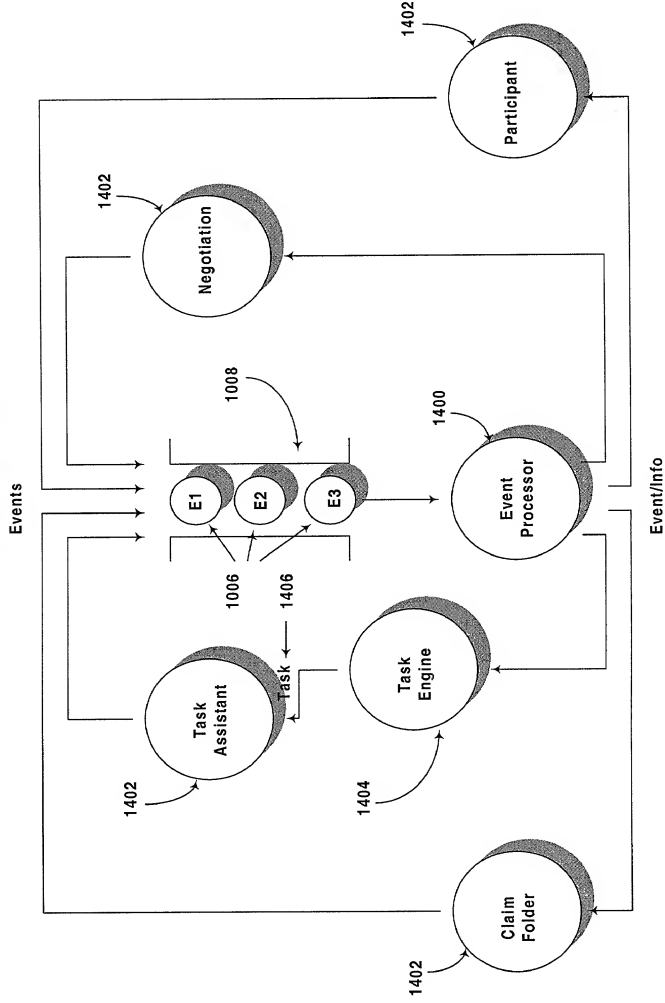 Events
1402
Negotiation
1402
Participant
1008
E1
E2
E3
1006
1406
Task
1402
Task
Assistant
1400
Event
Processor
Task
Engine
1404
1402
Claim
Folder
Event/Info